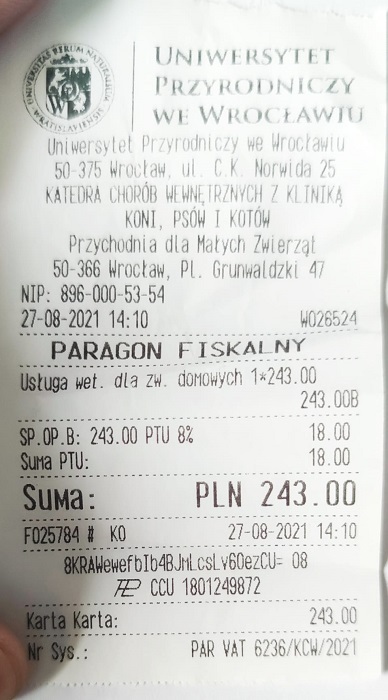 UNIWERSYTET
PRZYRODNICZY
WE WROCŁAWIU
Uniwersytet Przyrodniczy we Wrocławiu
50-375 Wrocław, ul. C.K. Norwida 25
KATEDRA CHORÓB WEWNĘTRZNYCH Z KLINIKĄ
KONI, PSÓW I KOTÓW
Przychodnia dla Małych Zwierząt
50-366 Wrocław, Pl. Grunwaldzki 47
NIP: 896-000-53-54
27-08-2021 14:10 W026524
PARAGON FISKALNY
Usługa wet. dla zw. domowych 1*243.00
243.00B
SP.OP.B: 243.00 PTU 8% 18.00
Suma PTU: 18.00
SUMA: PLN 243.00
F025784 # KO 27-08-2021 14:10
8KRAWewefbIb4BJmLcsLv60ezCU= 08
CCU 1801249872
Karta Karta: 243.00
Nr Sys.: PAR VAT 6236/KCW/2021